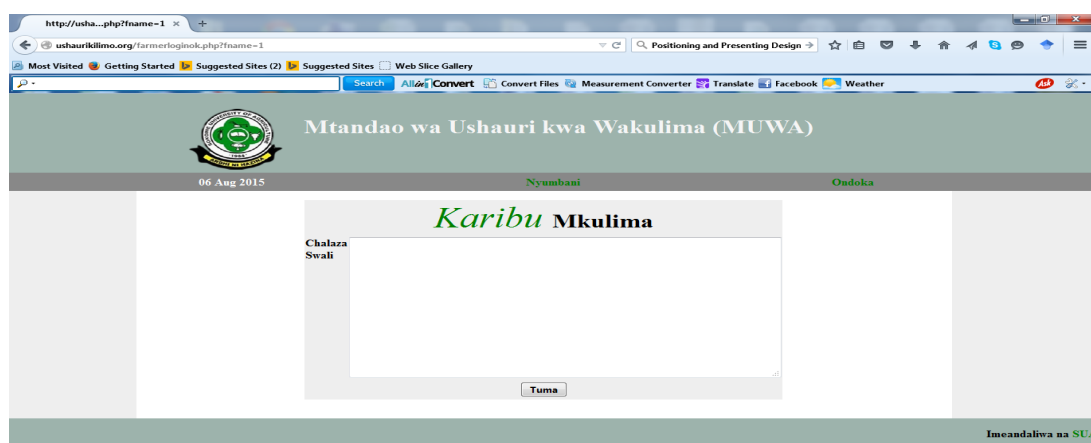 http://usha...php?fname=1 × +
ushaurikilimo.org/farmerloginok.php?fname=1 Positioning and Presenting Design
Most Visited Getting Started Suggested Sites (2) Suggested Sites Web Slice Gallery
Search AllinConvert Convert Files Measurement Converter Translate Facebook Weather Ask
Mtandao wa Ushauri kwa Wakulima (MUWA)
06 Aug 2015 Nyumbani Ondoka
Karibu Mkulima
Chalaza
Swali
Tuma
Imeandaliwa na